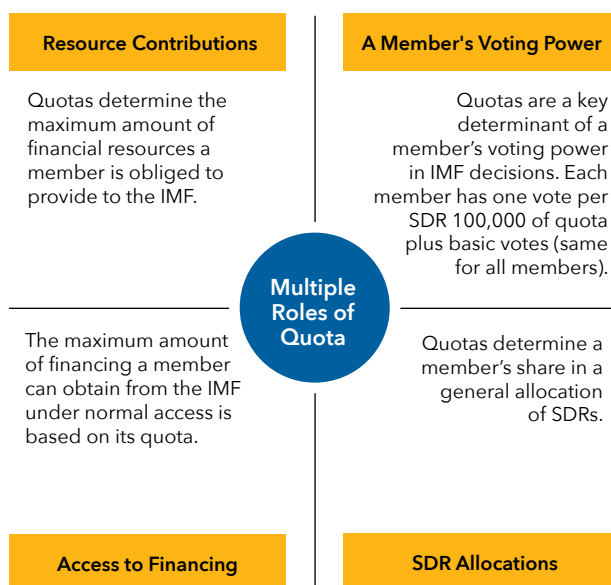 Resource Contributions
Quotas determine the
maximum amount of
financial resources a
member is obliged to
provide to the IMF.
A Member's Voting Power
Quotas are a key
determinant of a
member’s voting power
in IMF decisions. Each
member has one vote per
SDR 100,000 of quota
plus basic votes (same
for all members).
Multiple
Roles of
Quota
The maximum amount
of financing a member
can obtain from the IMF
under normal access is
based on its quota.
Access to Financing
Quotas determine a
member’s share in a
general allocation
of SDRs.
SDR Allocations